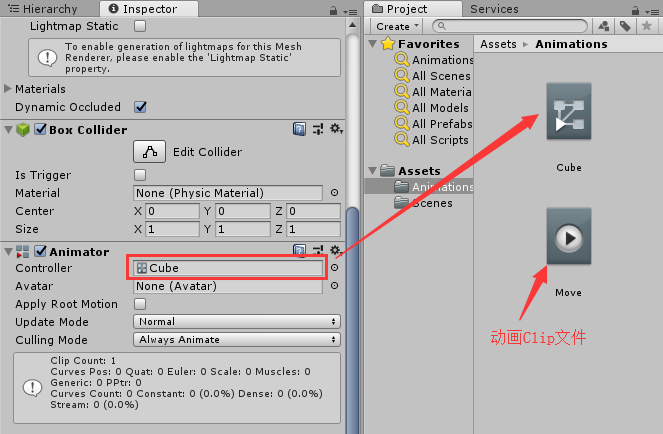 Hierarchy
Inspector
Lightmap Static
To enable generation of lightmaps for this Mesh
Renderer, please enable the 'Lightmap Static'
property.
Materials
Dynamic Occluded
Box Collider
Edit Collider
Is Trigger
Material None (Physic Material)
Center X 0 Y 0 Z 0
Size X 1 Y 1 Z 1
Animator
Controller Cube
Avatar None (Avatar)
Apply Root Motion
Update Mode Normal
Culling Mode Always Animate
Clip Count: 1
Curves Pos: 0 Quat: 0 Euler: 0 Scale: 0 Muscles: 0
Generic: 0 PPtr: 0
Curves Count: 0 Constant: 0 (0.0%) Dense: 0 (0.0%)
Stream: 0 (0.0%)
Project
Services
Create
Favorites
Animations
All Scenes
All Materia
All Models
All Prefabs
All Scripts
Assets
Animations
Scenes
Assets Animations
Cube
Move
动画Clip文件